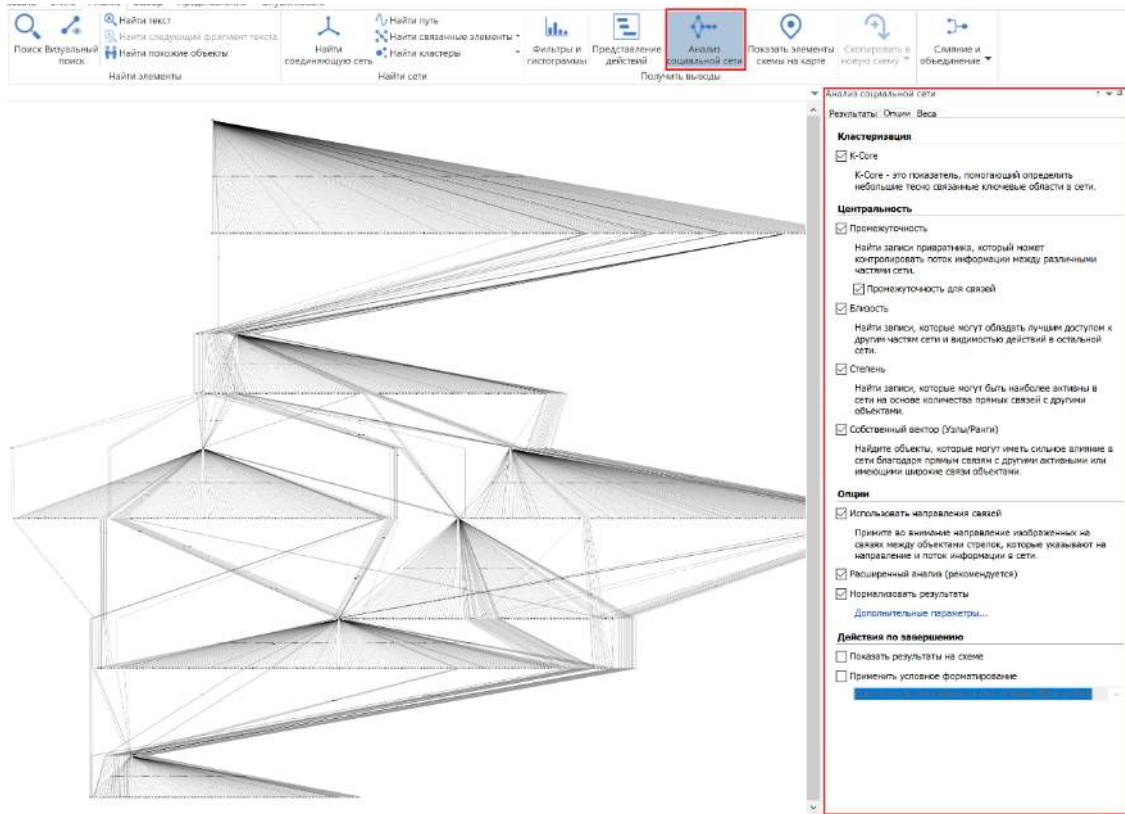 Найти текст
Найти следующий фрагмент текста
Найти похожие объекты
Поиск
Визуальный поиск
Найти элементы
Найти соединяющую сеть
Найти путь
Найти связанные элементы
Найти кластеры
Найти сети
Фильтры и гистограммы
Представление действий
Анализ социальной сети
Показать элементы схемы на карте
Получить выводы
Скопировать в новую схему
Слияние и объединение
Анализ социальной сети
Результаты Опции Веса
Кластеризация
K-Core
K-Core - это показатель, помогающий определить
небольшие тесно связанные ключевые области в сети.
Центральность
Промежуточность
Найти записи привратника, который может
контролировать поток информации между различными
частями сети.
Промежуточность для связей
Близость
Найти записи, которые могут обладать лучшим доступом к
другим частям сети и видимостью действий в остальной
сети.
Степень
Найти записи, которые могут быть наиболее активны в
сети на основе количества прямых связей с другими
объектами.
Собственный вектор (Узлы/Ранги)
Найдите объекты, которые могут иметь сильное влияние в
сети благодаря прямым связям с другими активными или
имеющими широкие связи объектами.
Опции
Использовать направления связей
Примите во внимание направление изображенных на
связях между объектами стрелок, которые указывают на
направление и поток информации в сети.
Расширенный анализ (рекомендуется)
Нормализовать результаты
Дополнительные параметры...
Действия по завершению
Показать результаты на схеме
Применить условное форматирование